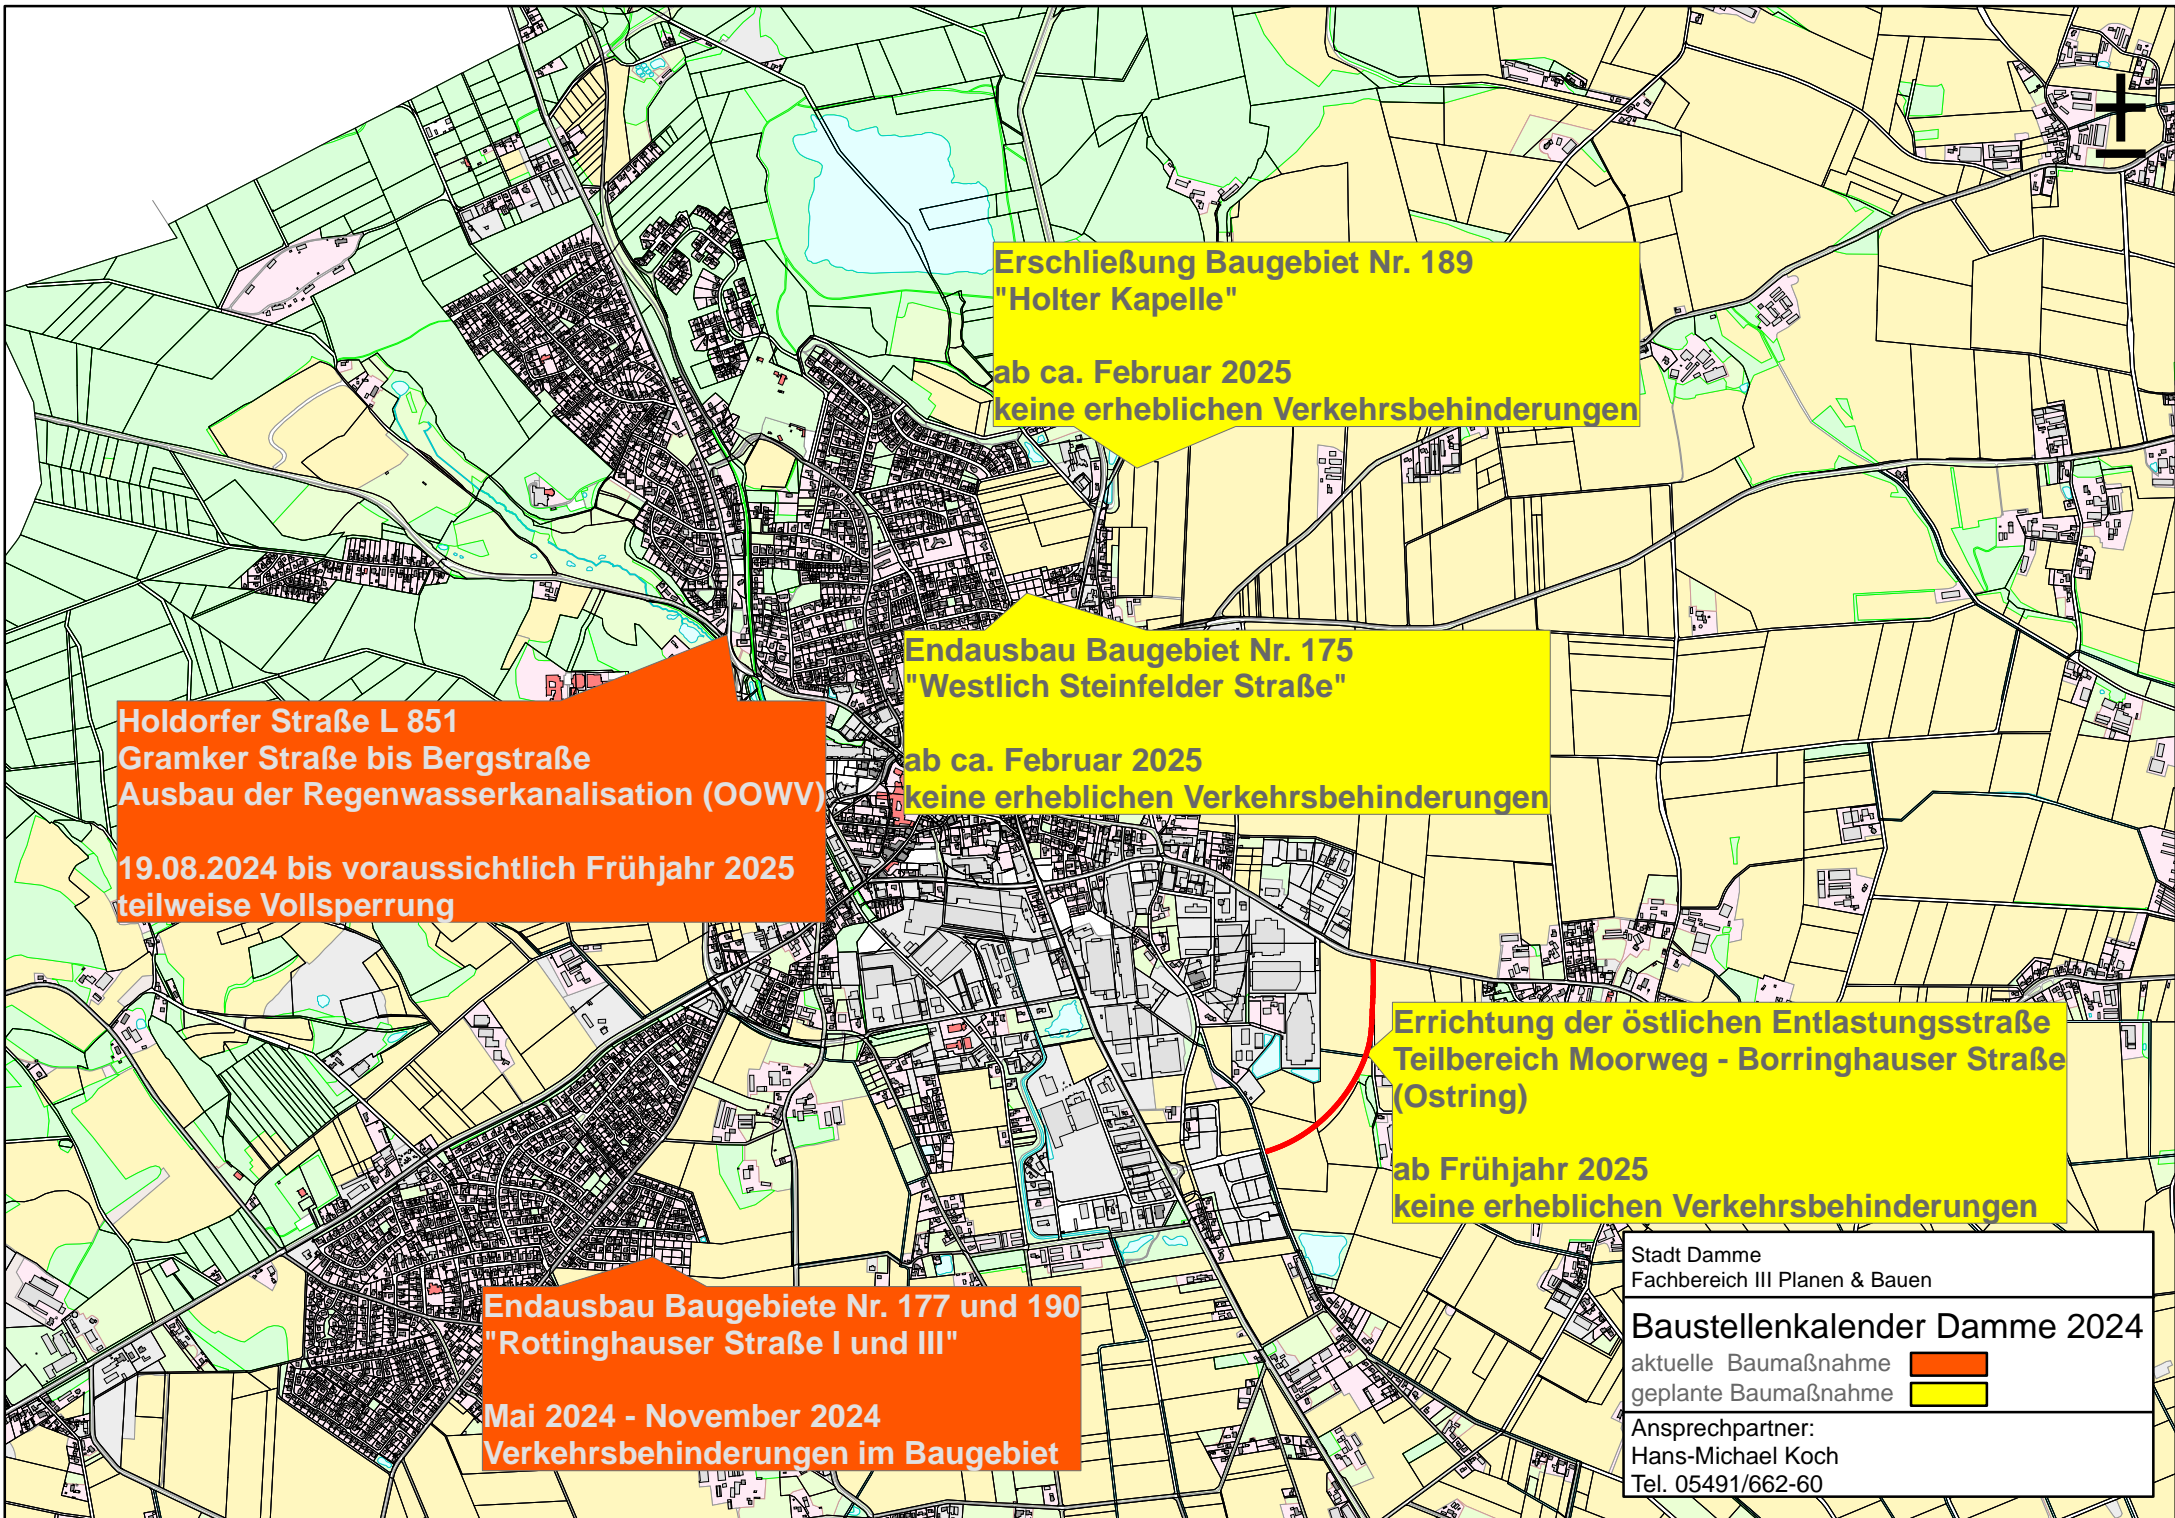 Erschließung Baugebiet Nr. 189
"Holter Kapelle"
ab ca. Februar 2025
keine erheblichen Verkehrsbehinderungen
Endausbau Baugebiet Nr. 175
"Westlich Steinfelder Straße"
ab ca. Februar 2025
keine erheblichen Verkehrsbehinderungen
Holdorfer Straße L 851
Gramker Straße bis Bergstraße
Ausbau der Regenwasserkanalisation (OOWV)
19.08.2024 bis voraussichtlich Frühjahr 2025
teilweise Vollsperrung
Errichtung der östlichen Entlastungsstraße
Teilbereich Moorweg - Borringhauser Straße
(Ostring)
ab Frühjahr 2025
keine erheblichen Verkehrsbehinderungen
Endausbau Baugebiete Nr. 177 und 190
"Rottinghauser Straße I und III"
Mai 2024 - November 2024
Verkehrsbehinderungen im Baugebiet
Stadt Damme
Fachbereich III Planen & Bauen
Baustellenkalender Damme 2024
aktuelle Baumaßnahme
geplante Baumaßnahme
Ansprechpartner:
Hans-Michael Koch
Tel. 05491/662-60